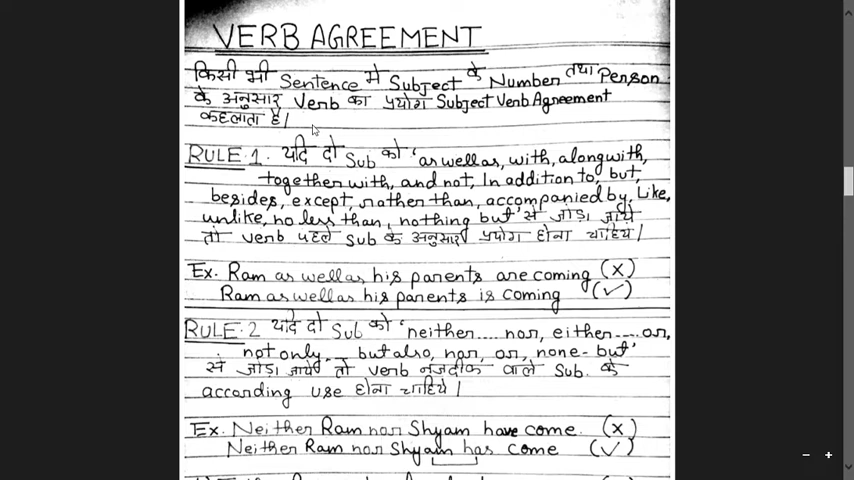 VERB AGREEMENT
किसी भी Sentence मे Subject के Number तथा Person
के अनुसार Verb का प्रयोग Subject Verb Agreement
कहलाता है।
RULE-1. यदि दो Sub को 'as well as, with, along with,
together with, and not, In addition to, but,
besides, except, rather than, accompanied by, Like,
unlike, no less than, nothing but' से जोड़ा जाये
तो verb पहले Sub के अनुसार प्रयोग होना चाहिये।
Ex. Ram as well as his parents are coming (×)
Ram as well as his parents is coming (✓)
RULE-2 यदि दो Sub को 'neither.... nor, either.... or,
not only... but also, nor, or, none-but'
से जोड़ा जाये तो verb नजदीक वाले Sub. के
according use होना चाहिये।
Ex. Neither Ram nor Shyam have come. (×)
Neither Ram nor Shyam has come (✓)